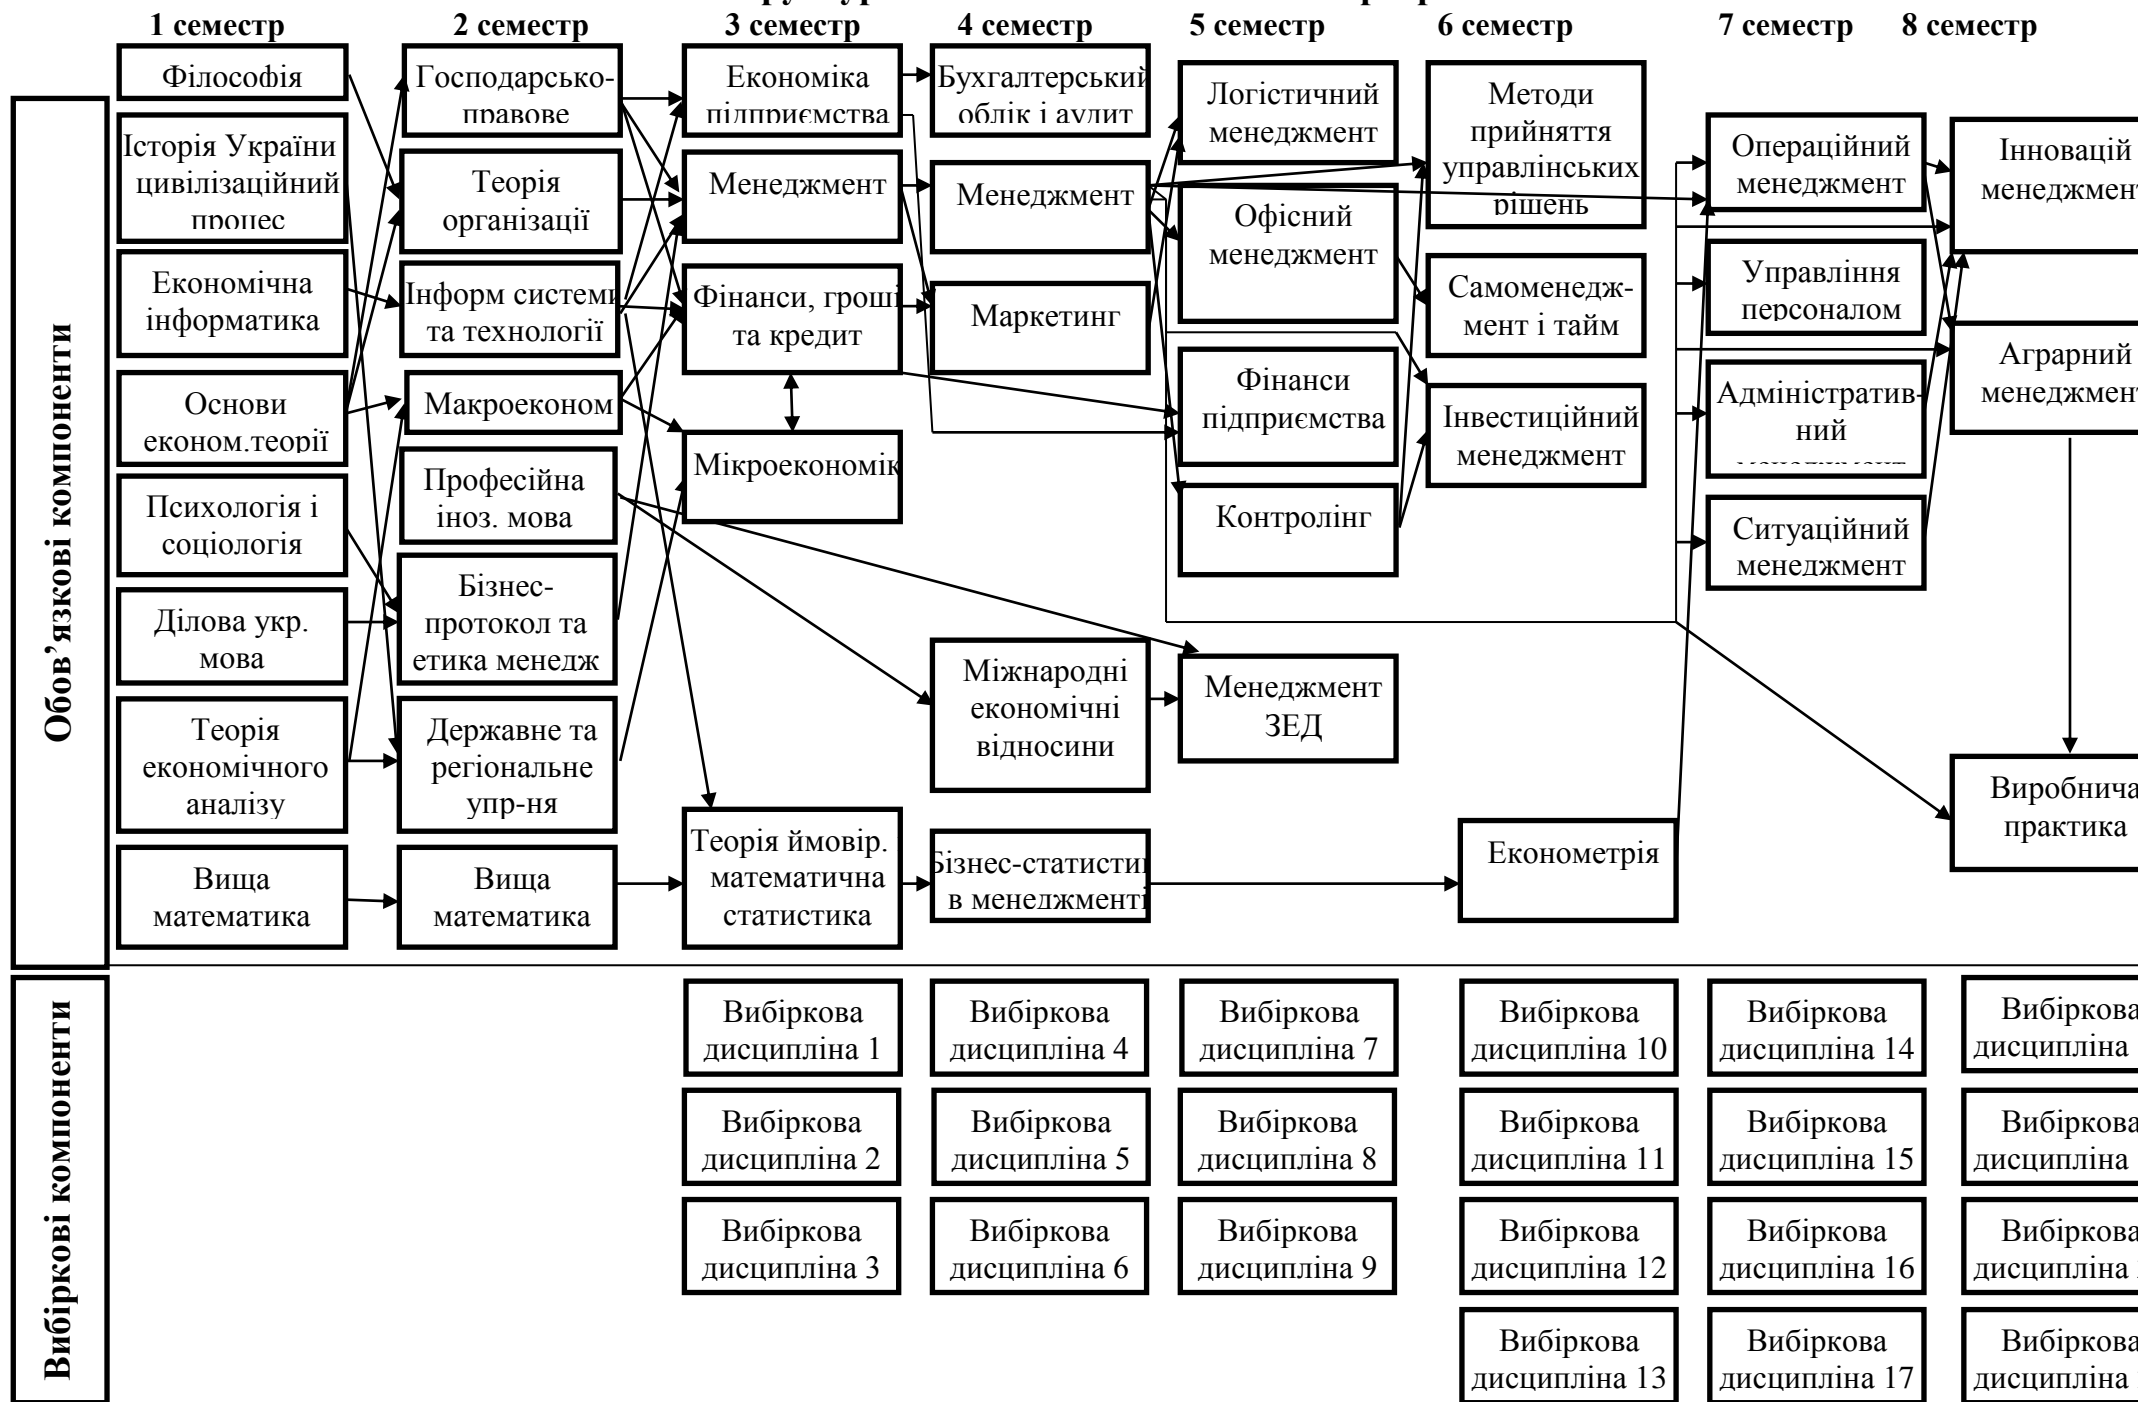 1 семестр
2 семестр
3 семестр
4 семестр
5 семестр
6 семестр
7 семестр
8 семестр
Обов’язкові компоненти
Філософія
Історія України
цивілізаційний
процес
Економічна
інформатика
Основи
економ.теорії
Психологія і
соціологія
Ділова укр.
мова
Теорія
економічного
аналізу
Вища
математика
Господарсько-
правове
Теорія
організації
Інформ системи
та технології
Макроеконом
Професійна
іноз. мова
Бізнес-
протокол та
етика менедж
Державне та
регіональне
упр-ня
Вища
математика
Економіка
підприємства
Менеджмент
Фінанси, гроші
та кредит
Мікроекономік
Теорія ймовір.
математична
статистика
Бухгалтерський
облік і аудит
Менеджмент
Маркетинг
Міжнародні
економічні
відносини
Бізнес-статистик
в менеджменті
Логістичний
менеджмент
Офісний
менеджмент
Фінанси
підприємства
Контролінг
Менеджмент
ЗЕД
Методи
прийняття
управлінських
рішень
Самоменедж-
мент і тайм
Інвестиційний
менеджмент
Економетрія
Операційний
менеджмент
Управління
персоналом
Адміністратив-
ний
менеджмент
Ситуаційний
менеджмент
Інновацій
менеджмент
Аграрний
менеджмент
Виробнича
практика
Вибіркові компоненти
Вибіркова
дисципліна 1
Вибіркова
дисципліна 2
Вибіркова
дисципліна 3
Вибіркова
дисципліна 4
Вибіркова
дисципліна 5
Вибіркова
дисципліна 6
Вибіркова
дисципліна 7
Вибіркова
дисципліна 8
Вибіркова
дисципліна 9
Вибіркова
дисципліна 10
Вибіркова
дисципліна 11
Вибіркова
дисципліна 12
Вибіркова
дисципліна 13
Вибіркова
дисципліна 14
Вибіркова
дисципліна 15
Вибіркова
дисципліна 16
Вибіркова
дисципліна 17
Вибіркова
дисципліна
Вибіркова
дисципліна
Вибіркова
дисципліна
Вибіркова
дисципліна